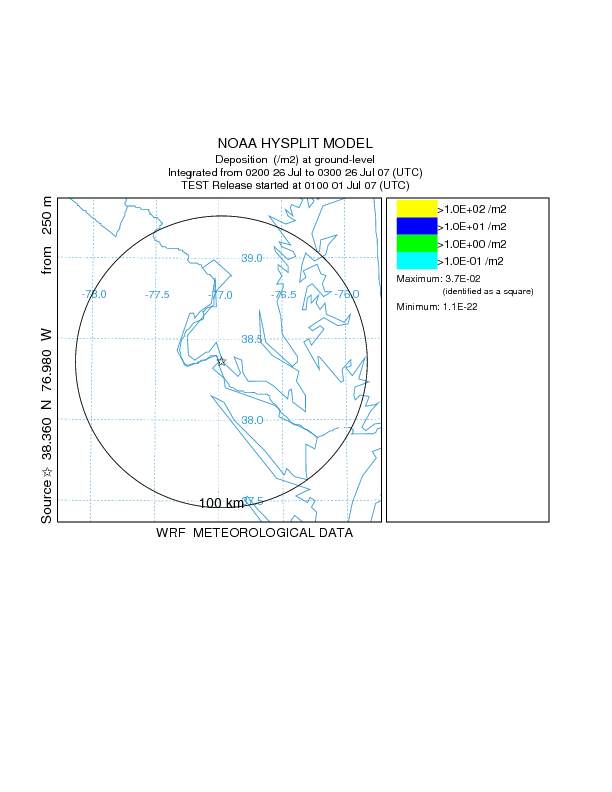 NOAA HYSPLIT MODEL
Deposition (/m2) at ground-level
Integrated from 0200 26 Jul to 0300 26 Jul 07 (UTC)
TEST Release started at 0100 01 Jul 07 (UTC)
Source ☆ 38.360 N 76.980 W from 250 m
39.0
-78.0 -77.5 -77.0 -76.5 -76.0
38.5
38.0
100 km
37.5
>1.0E+02 /m2
>1.0E+01 /m2
>1.0E+00 /m2
>1.0E-01 /m2
Maximum: 3.7E-02
(identified as a square)
Minimum: 1.1E-22
WRF METEOROLOGICAL DATA